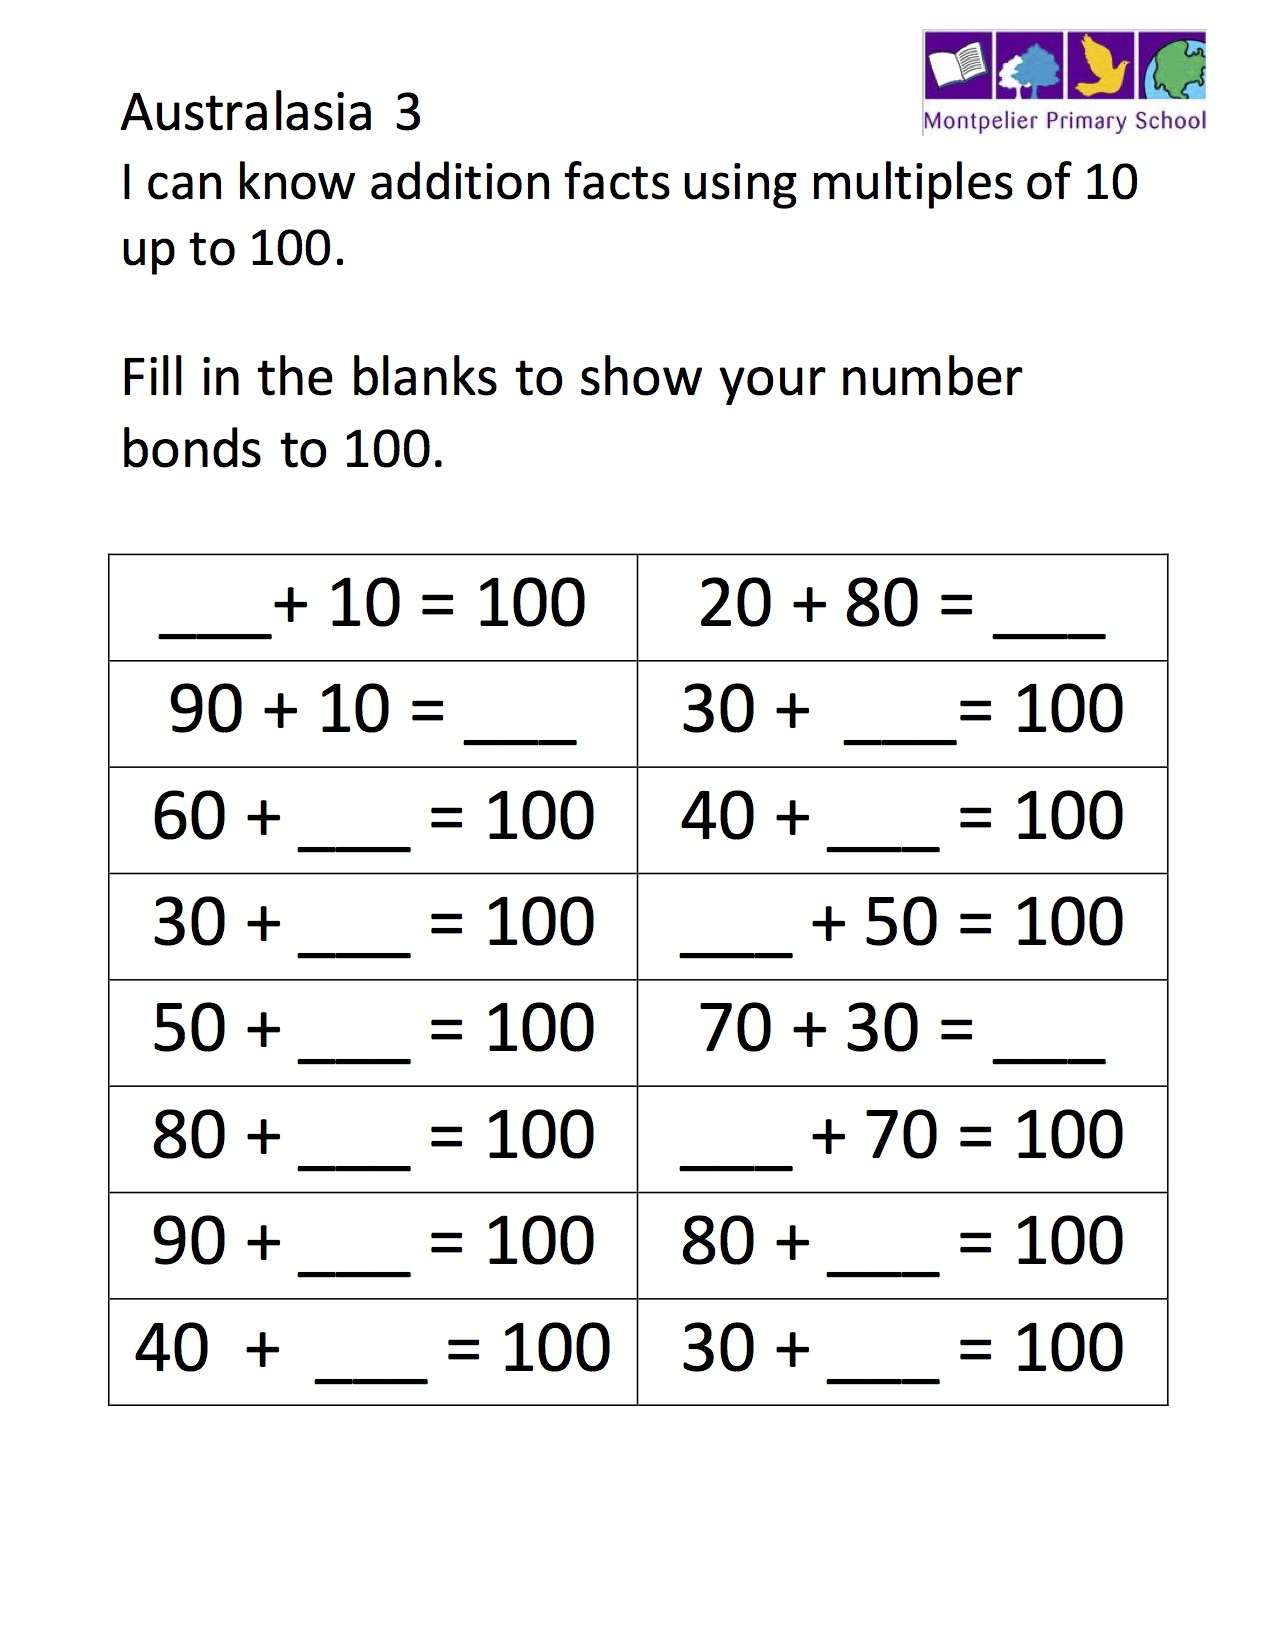 Montpelier Primary School
Australasia 3
I can know addition facts using multiples of 10
up to 100.
Fill in the blanks to show your number
bonds to 100.
___+ 10 = 100
20 + 80 = ___
90 + 10 = ___
30 + ___= 100
60 + ___ = 100
40 + ___ = 100
30 + ___ = 100
___ + 50 = 100
50 + ___ = 100
70 + 30 = ___
80 + ___ = 100
___ + 70 = 100
90 + ___ = 100
80 + ___ = 100
40 + ___ = 100
30 + ___ = 100